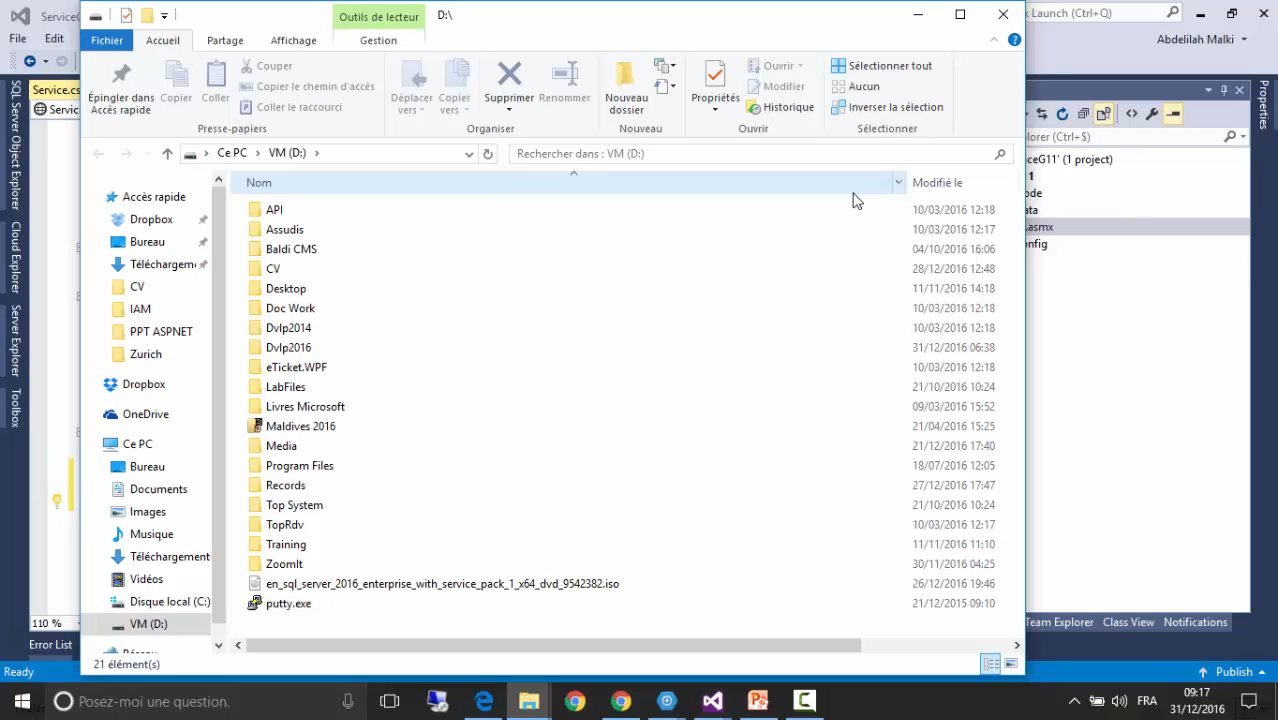 ServiceG
Outils de lecteur
D:\
k Launch (Ctrl+Q)
File
Edit
Fichier
Accueil
Partage
Affichage
Gestion
Abdelilah Malki
Service.cs
Servic
Épingler dans
Accès rapide
Copier
Coller
Couper
Copier le chemin d'accès
Coller le raccourci
Presse-papiers
Déplacer
vers
Copier
vers
Supprimer
Renommer
Organiser
Nouveau
dossier
Nouveau
Propriétés
Ouvrir
Modifier
Historique
Ouvrir
Sélectionner tout
Aucun
Inverser la sélection
Sélectionner
Ce PC
VM (D:)
Rechercher dans : VM (D:)
plorer (Ctrl+$)
iceG11' (1 project)
1
ode
ata
.asmx
onfig
Properties
SQL Server Object Explorer
Cloud Explorer
Server Explorer
Toolbox
Accès rapide
Dropbox
Bureau
Téléchargeme
CV
IAM
PPT ASPNET
Zurich
Dropbox
OneDrive
Ce PC
Bureau
Documents
Images
Musique
Téléchargement
Vidéos
Disque local (C:)
VM (D:)
Nom
Modifié le
API 10/03/2016 12:18
Assudis 10/03/2016 12:17
Baldi CMS 04/10/2016 16:06
CV 28/12/2016 12:48
Desktop 11/11/2016 14:18
Doc Work 10/03/2016 12:18
Dvlp2014 10/03/2016 12:18
Dvlp2016 31/12/2016 06:38
eTicket.WPF 10/03/2016 12:18
LabFiles 21/10/2016 10:24
Livres Microsoft 09/03/2016 15:52
Maldives 2016 21/04/2016 15:25
Media 21/12/2016 17:40
Program Files 18/07/2016 12:05
Records 27/12/2016 17:47
Top System 21/10/2016 10:24
TopRdv 10/03/2016 12:17
Training 11/11/2016 11:10
ZoomIt 30/11/2016 04:25
en_sql_server_2016_enterprise_with_service_pack_1_x64_dvd_9542382.iso 26/12/2016 19:46
putty.exe 21/12/2015 09:10
21 élément(s)
110 %
Error List
Team Explorer
Class View
Notifications
Ready
Publish
Posez-moi une question.
FRA
09:17
31/12/2016